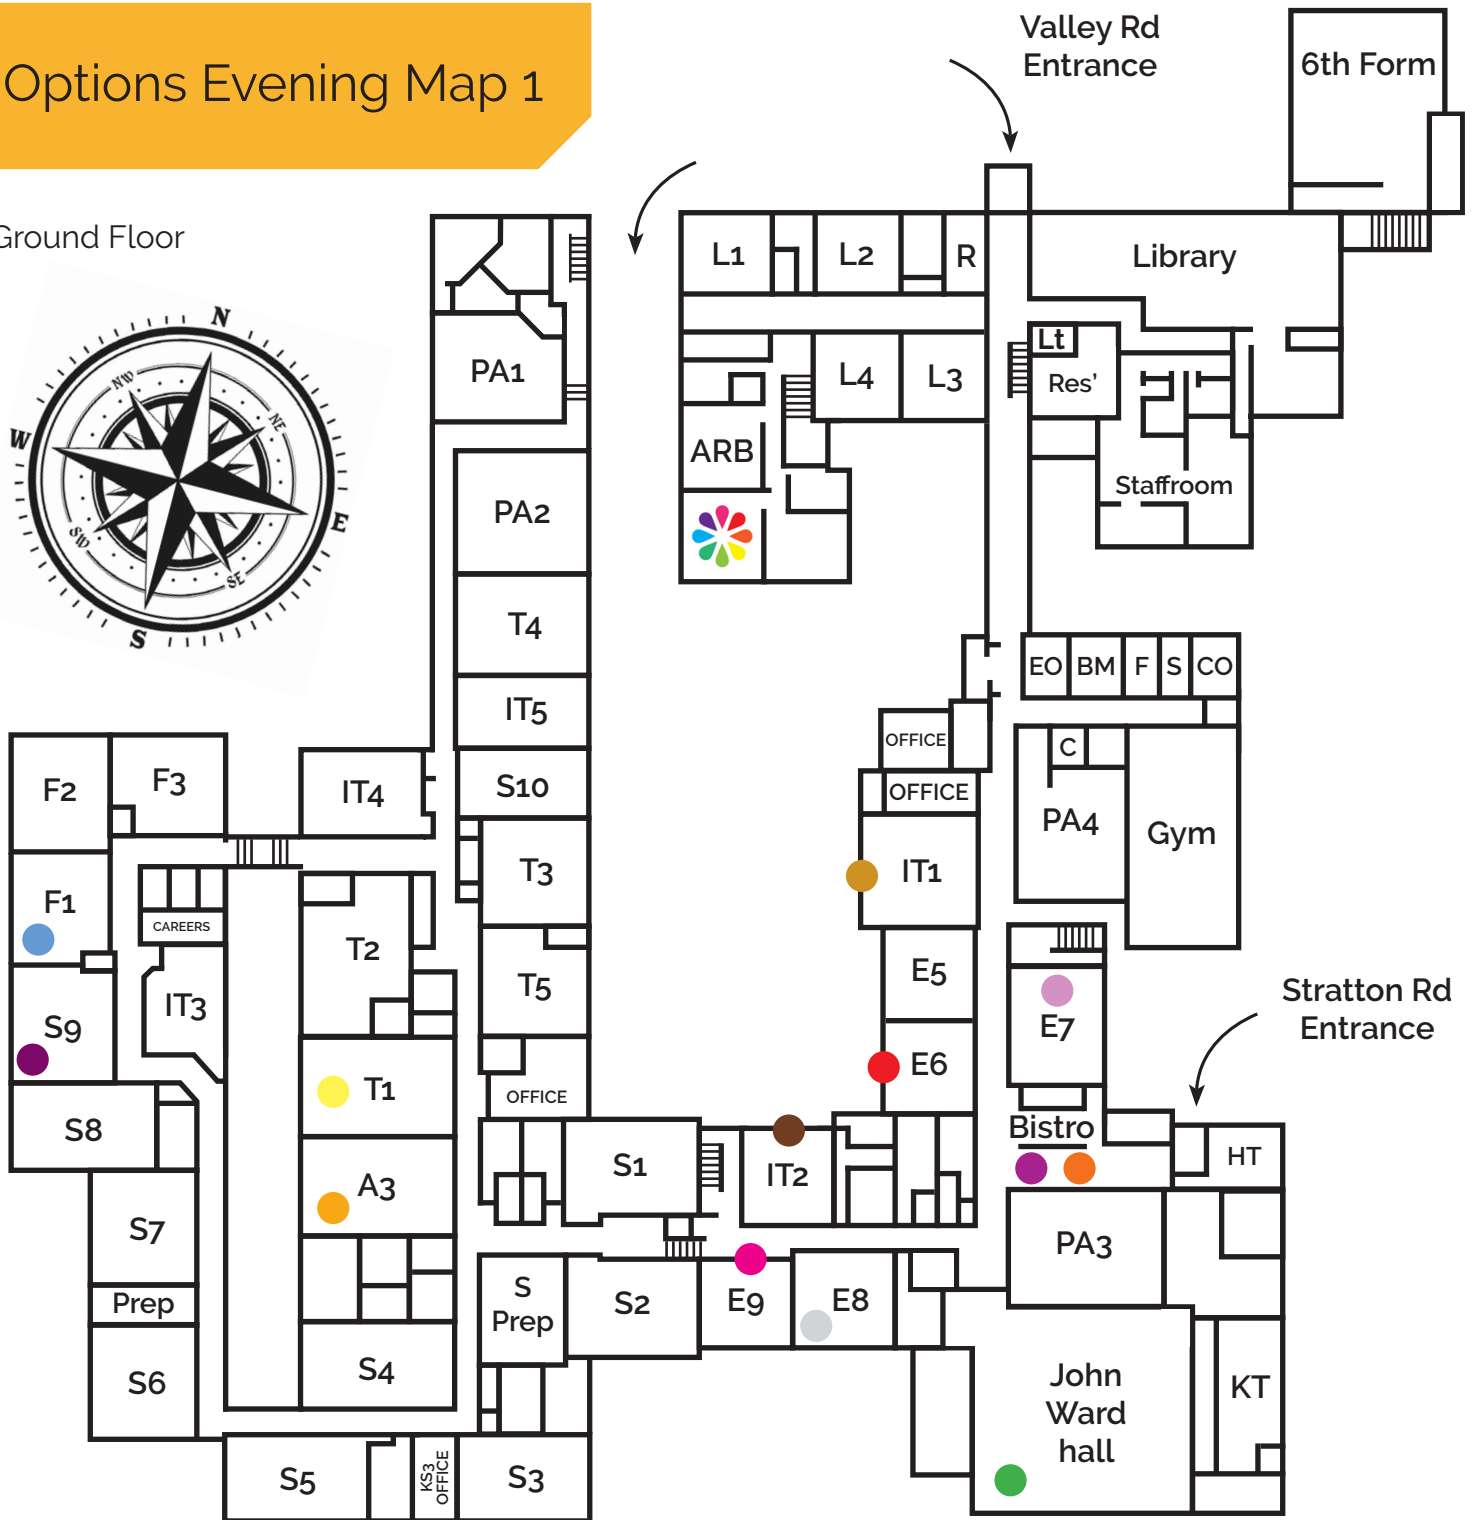 Options Evening Map 1
Ground Floor
Valley Rd
Entrance
6th Form
N
NW
NE
W
E
SW
SE
S
L1
L2
R
Library
PA1
L4
L3
Lt
Res'
ARB
Staffroom
PA2
T4
IT5
EO
BM
F
S
CO
OFFICE
C
F2
F3
IT4
S10
OFFICE
PA4
Gym
T3
IT1
F1
CAREERS
T2
T5
E5
IT3
S9
E7
Stratton Rd
Entrance
T1
OFFICE
E6
S8
Bistro
A3
S1
IT2
HT
S7
PA3
Prep
S
Prep
S2
E9
E8
S6
S4
John
Ward
hall
KT
S5
KS3
OFFICE
S3